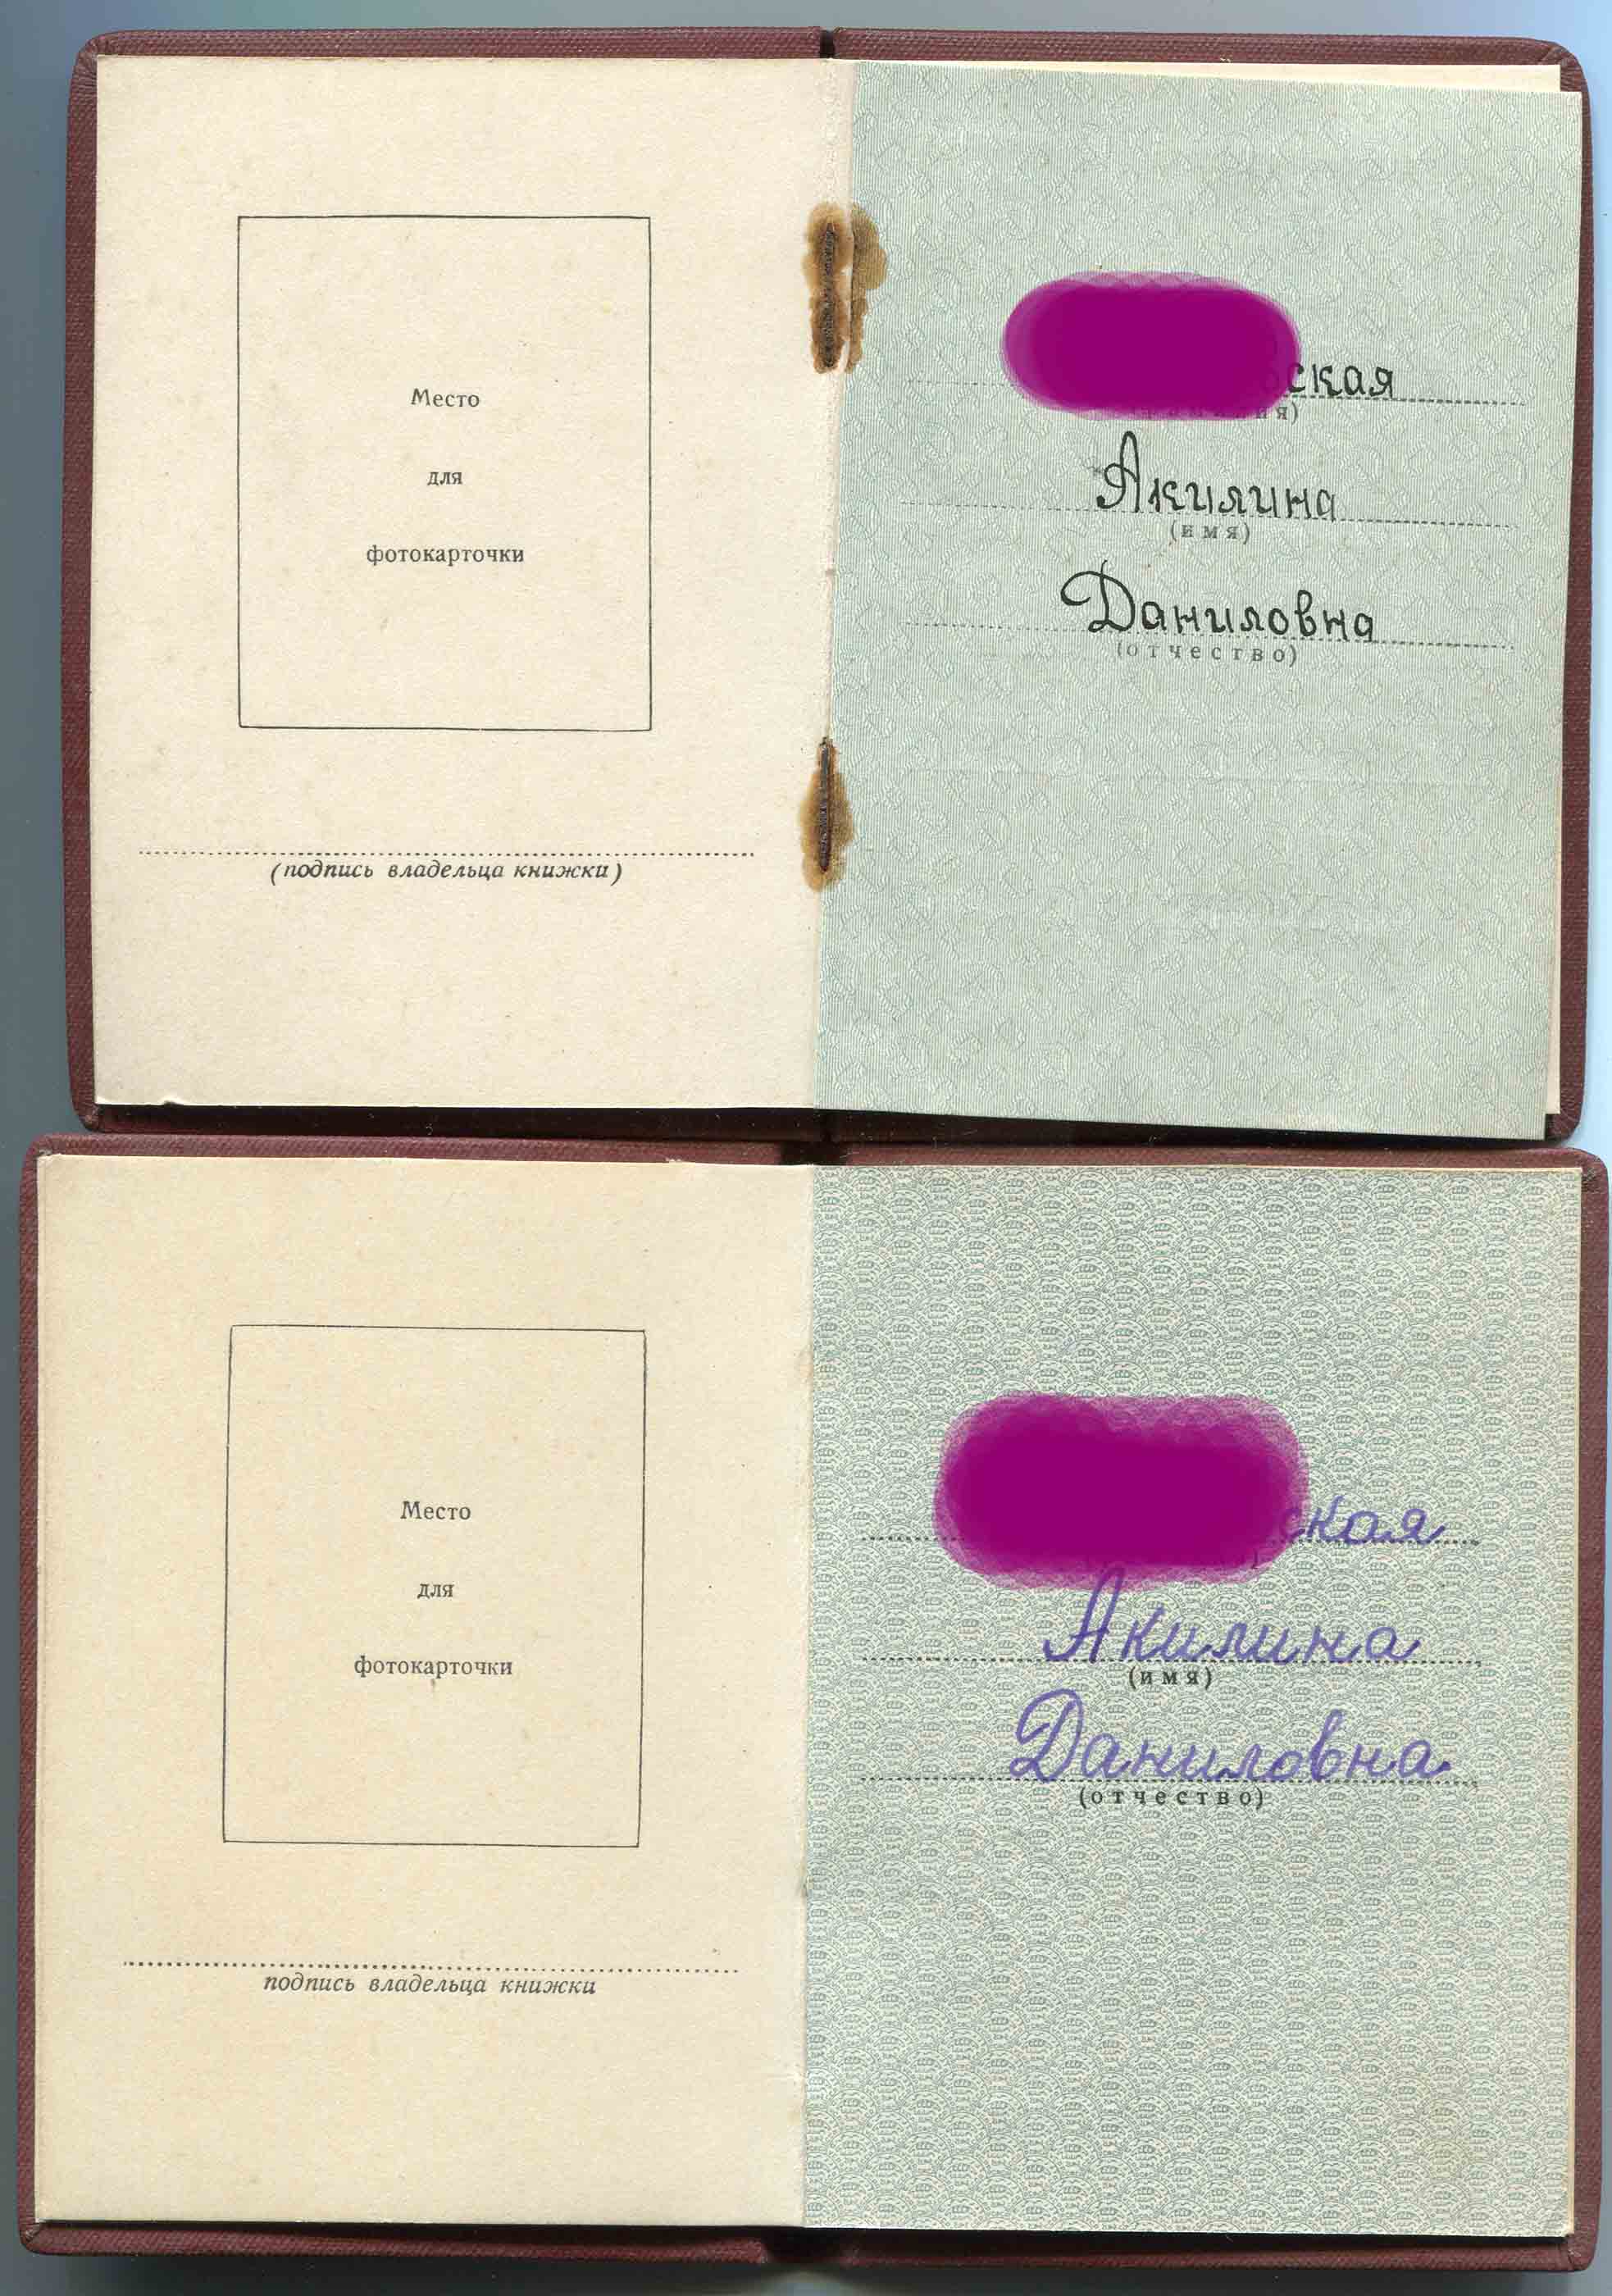 Место
для
фотокарточки
(подпись владельца книжки)
ская
Акилина
(имя)
Даниловна
(отчество)
Место
для
фотокарточки
подпись владельца книжки
ская
Акилина
(имя)
Даниловна
(отчество)